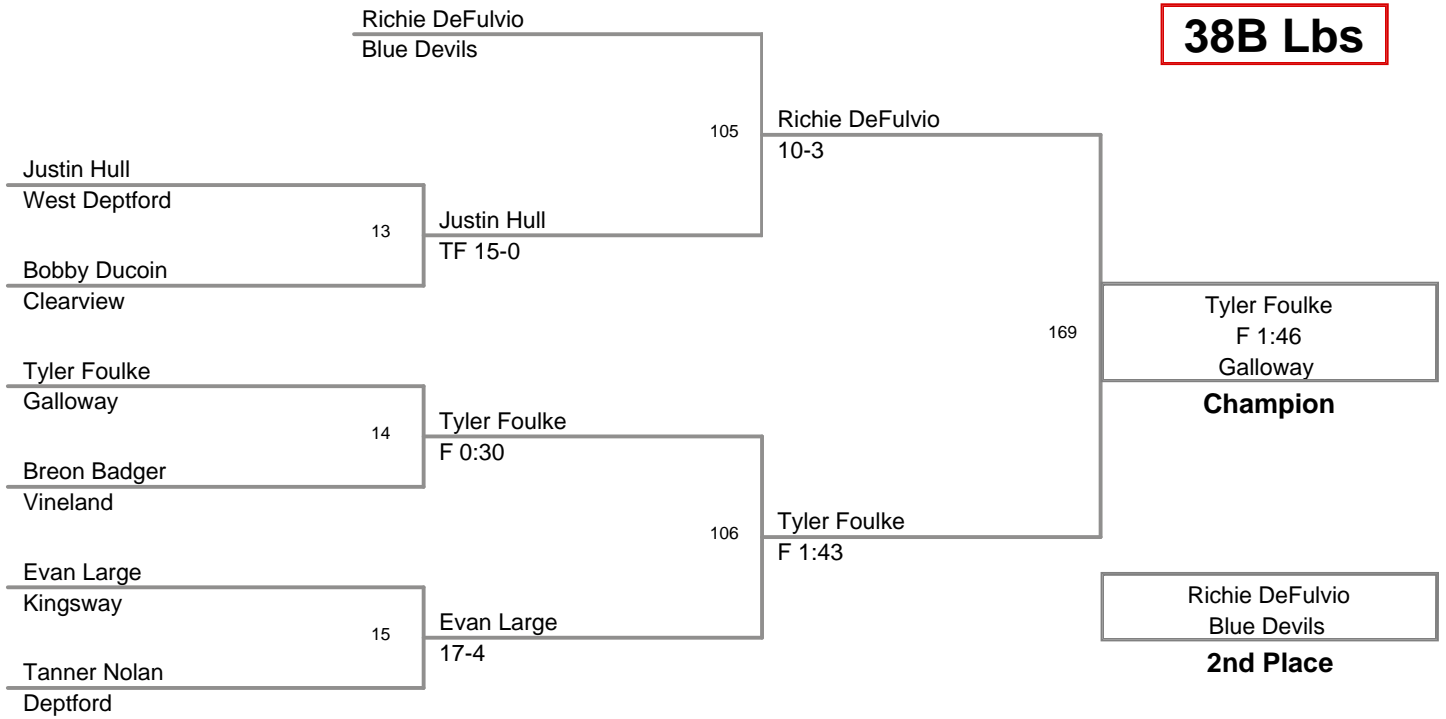 Richie DeFulvio
Blue Devils
38B Lbs
105
Richie DeFulvio
10-3
Justin Hull
West Deptford
13
Justin Hull
TF 15-0
Bobby Ducoin
Clearview
169
Tyler Foulke
F 1:46
Galloway
Champion
Tyler Foulke
Galloway
14
Tyler Foulke
F 0:30
Breon Badger
Vineland
106
Tyler Foulke
F 1:43
Evan Large
Kingsway
15
Evan Large
17-4
Tanner Nolan
Deptford
Richie DeFulvio
Blue Devils
2nd Place